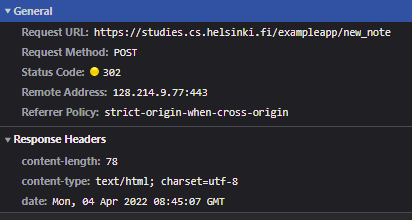 General
Request URL: https://studies.cs.helsinki.fi/exampleapp/new_note
Request Method: POST
Status Code: 302
Remote Address: 128.214.9.77:443
Referrer Policy: strict-origin-when-cross-origin
Response Headers
content-length: 78
content-type: text/html; charset=utf-8
date: Mon, 04 Apr 2022 08:45:07 GMT